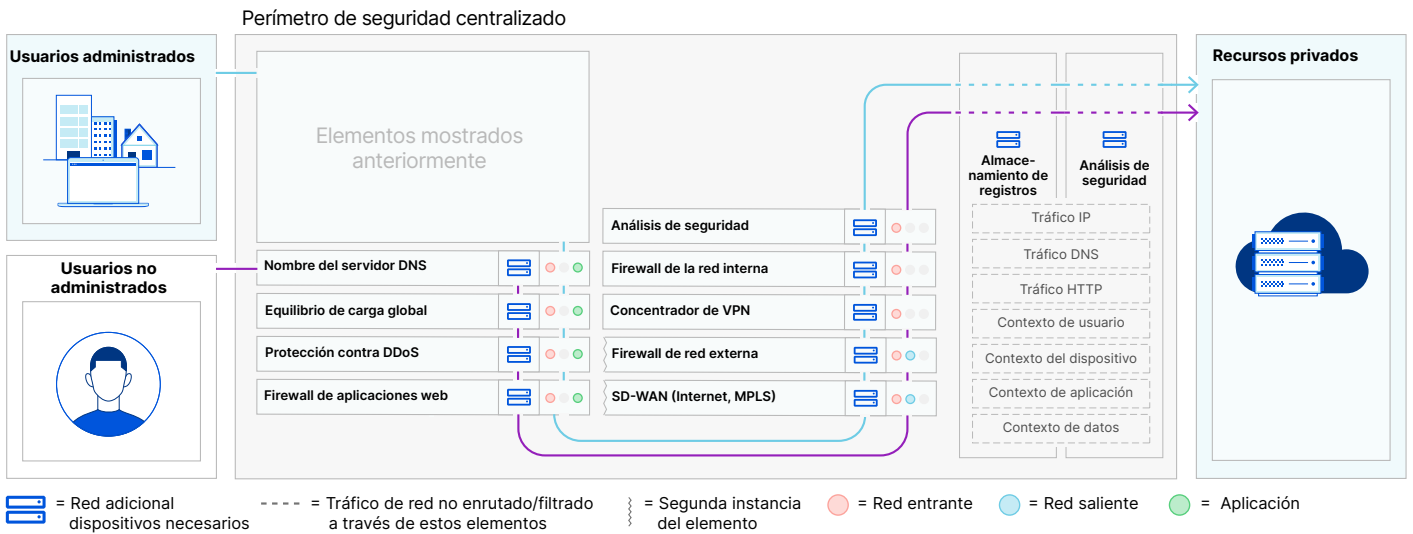 Perímetro de seguridad centralizado
Usuarios administrados
Usuarios no
administrados
Elementos mostrados
anteriormente
Nombre del servidor DNS
Equilibrio de carga global
Protección contra DDoS
Firewall de aplicaciones web
Análisis de seguridad
Firewall de la red interna
Concentrador de VPN
Firewall de red externa
SD-WAN (Internet, MPLS)
Almace-
namiento de
registros
Análisis de
seguridad
Tráfico IP
Tráfico DNS
Tráfico HTTP
Contexto de usuario
Contexto del dispositivo
Contexto de aplicación
Contexto de datos
Recursos privados
= Red adicional
dispositivos necesarios
= Tráfico de red no enrutado/filtrado
a través de estos elementos
= Segunda instancia
del elemento
= Red entrante
= Red saliente
= Aplicación